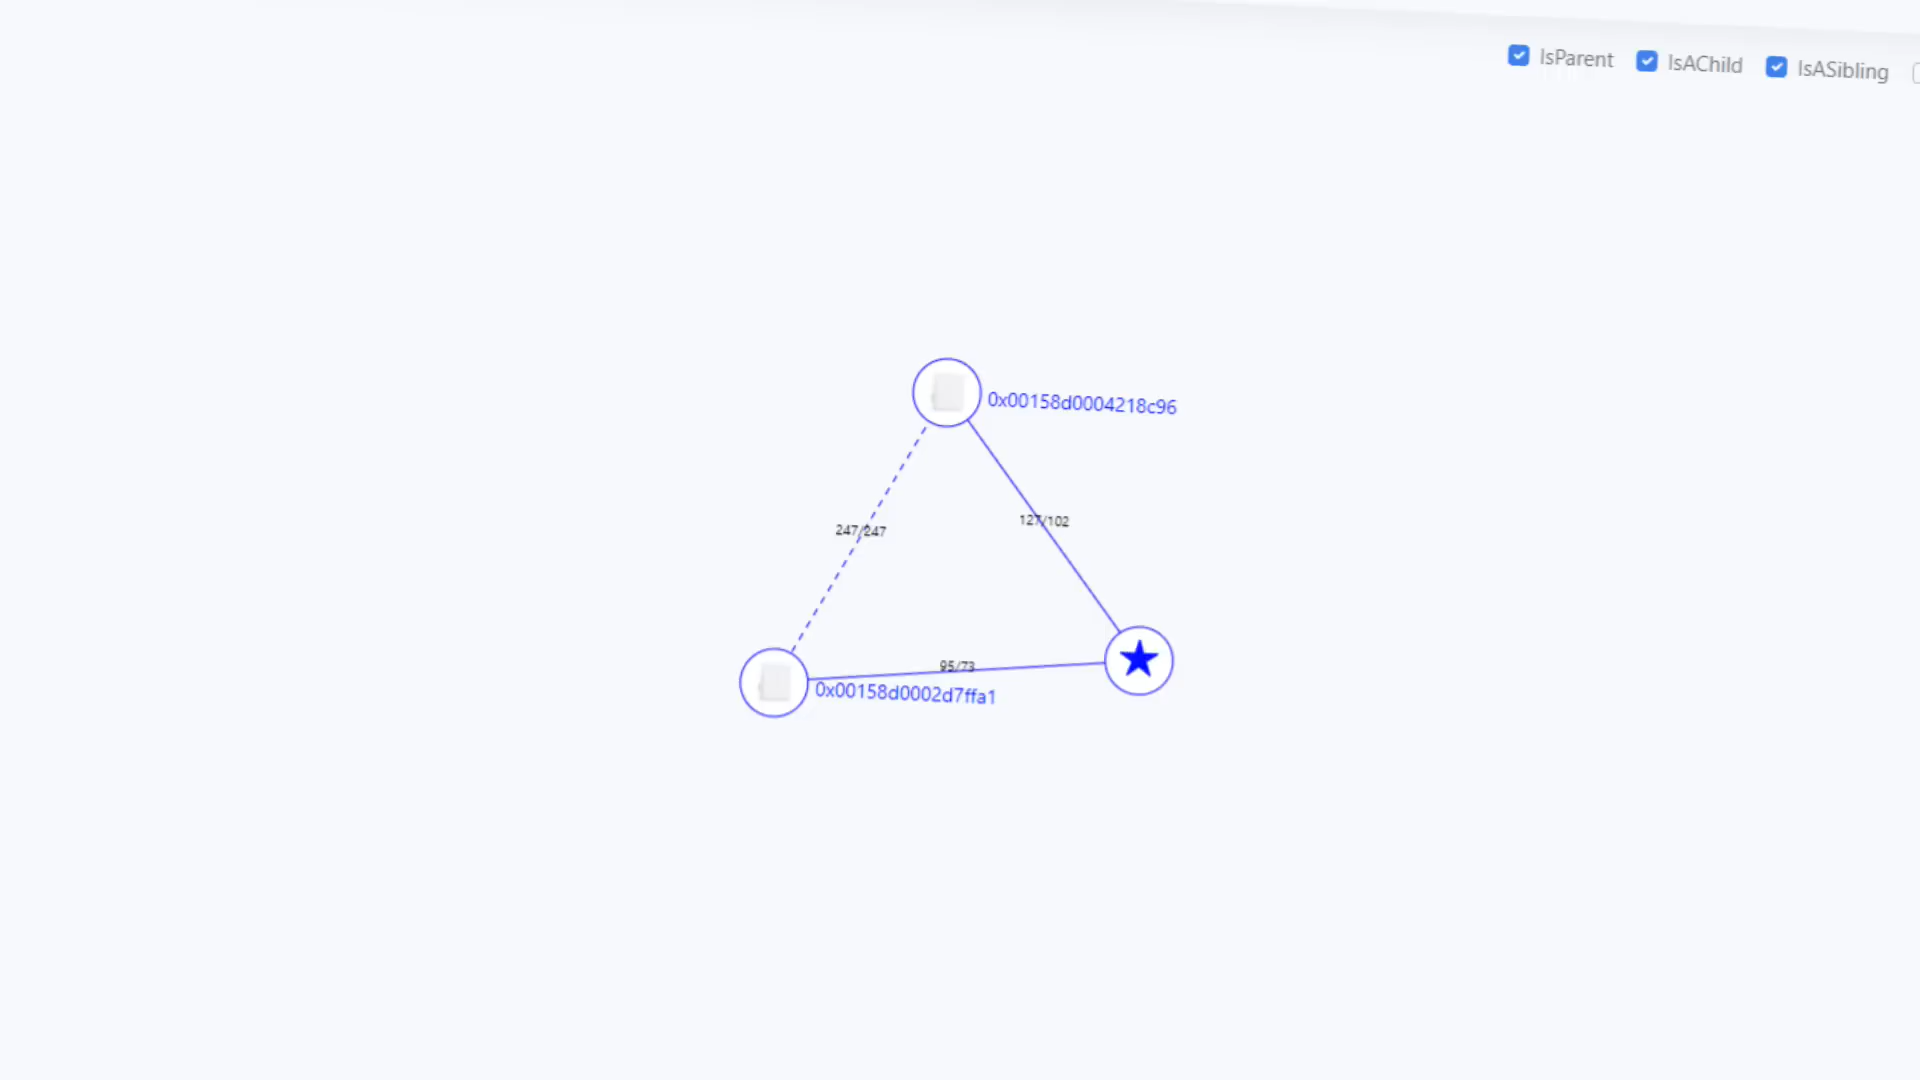 IsParent IsAChild IsASibling
0x00158d0004218c96
127/102
247/247
95/73
0x00158d0002d7ffa1